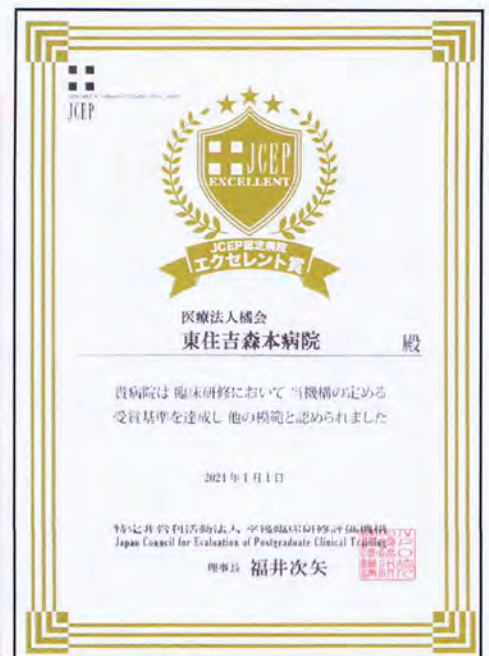 JCEP
JCEP
EXCELLENT
JCEP認定病院
エクセレント賞
医療法人橘会
東住吉森本病院 殿
貴病院は 臨床研修において 当機構の定める
受賞基準を達成し 他の模範と認められました
2021年1月1日
特定非営利活動法人 卒後臨床研修評価機構
Japan Council for Evaluation of Postgraduate Clinical Training
理事長 福井次矢